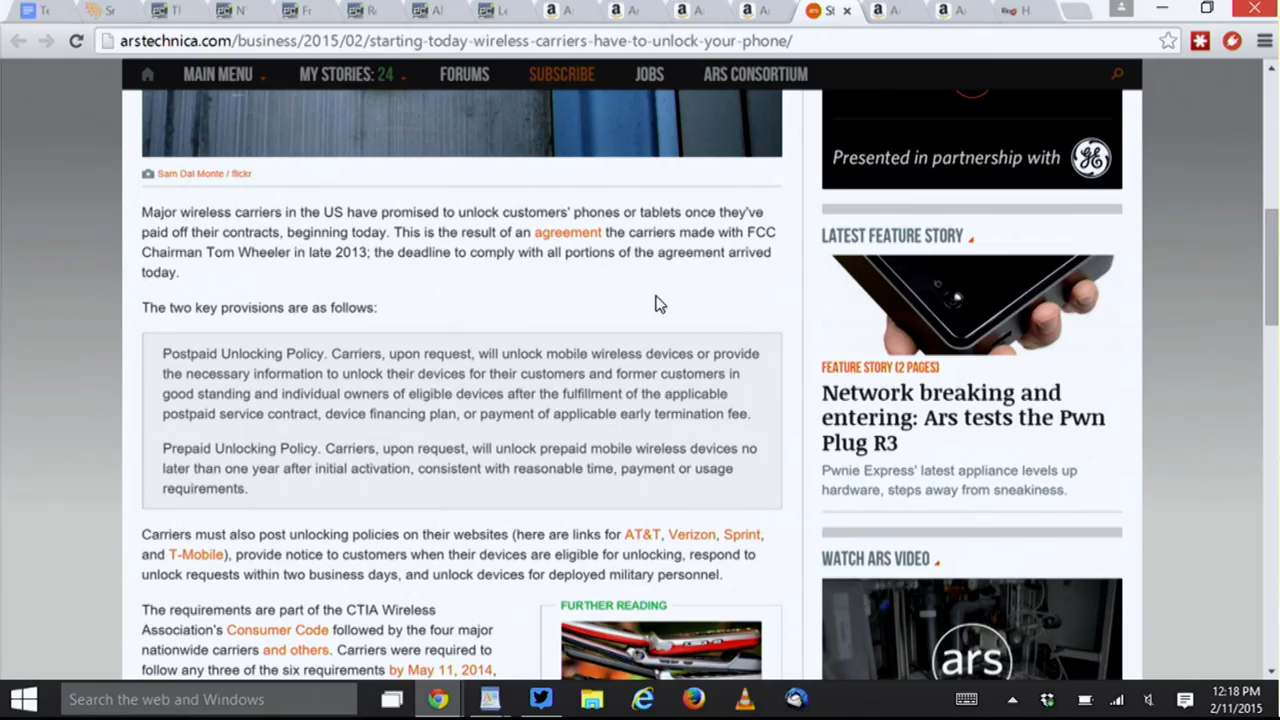 arstechnica.com/business/2015/02/starting-today-wireless-carriers-have-to-unlock-your-phone/
MAIN MENU MY STORIES: 24 FORUMS SUBSCRIBE JOBS ARS CONSORTIUM
Sam Dal Monte / flickr
Major wireless carriers in the US have promised to unlock customers' phones or tablets once they've
paid off their contracts, beginning today. This is the result of an agreement the carriers made with FCC
Chairman Tom Wheeler in late 2013; the deadline to comply with all portions of the agreement arrived
today.
The two key provisions are as follows:
Postpaid Unlocking Policy. Carriers, upon request, will unlock mobile wireless devices or provide
the necessary information to unlock their devices for their customers and former customers in
good standing and individual owners of eligible devices after the fulfillment of the applicable
postpaid service contract, device financing plan, or payment of applicable early termination fee.
Prepaid Unlocking Policy. Carriers, upon request, will unlock prepaid mobile wireless devices no
later than one year after initial activation, consistent with reasonable time, payment or usage
requirements.
Carriers must also post unlocking policies on their websites (here are links for AT&T, Verizon, Sprint,
and T-Mobile), provide notice to customers when their devices are eligible for unlocking, respond to
unlock requests within two business days, and unlock devices for deployed military personnel.
The requirements are part of the CTIA Wireless
Association's Consumer Code followed by the four major
nationwide carriers and others. Carriers were required to
follow any three of the six requirements by May 11, 2014,
FURTHER READING
Presented in partnership with
LATEST FEATURE STORY
FEATURE STORY (2 PAGES)
Network breaking and
entering: Ars tests the Pwn
Plug R3
Pwnie Express' latest appliance levels up
hardware, steps away from sneakiness.
WATCH ARS VIDEO
ars
Search the web and Windows
12:18 PM
2/11/2015